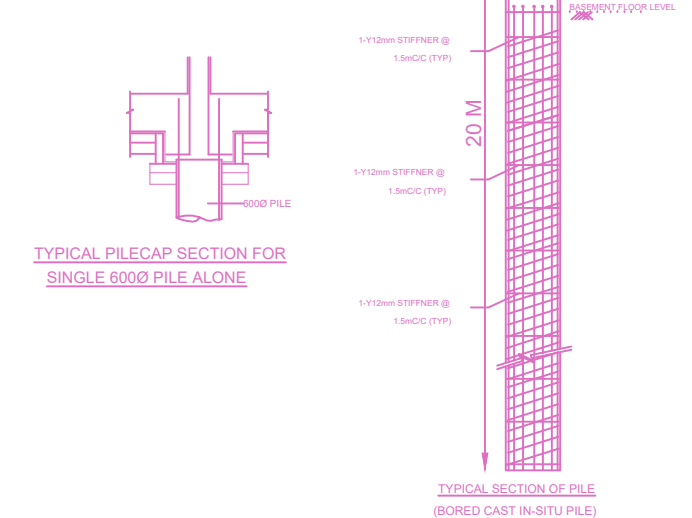 BASEMENT FLOOR LEVEL
1-Y12mm STIFFNER @
1.5mC/C (TYP)
20 M
1-Y12mm STIFFNER @
1.5mC/C (TYP)
600Ø PILE
TYPICAL PILECAP SECTION FOR
SINGLE 600Ø PILE ALONE
1-Y12mm STIFFNER @
1.5mC/C (TYP)
TYPICAL SECTION OF PILE
(BORED CAST IN-SITU PILE)